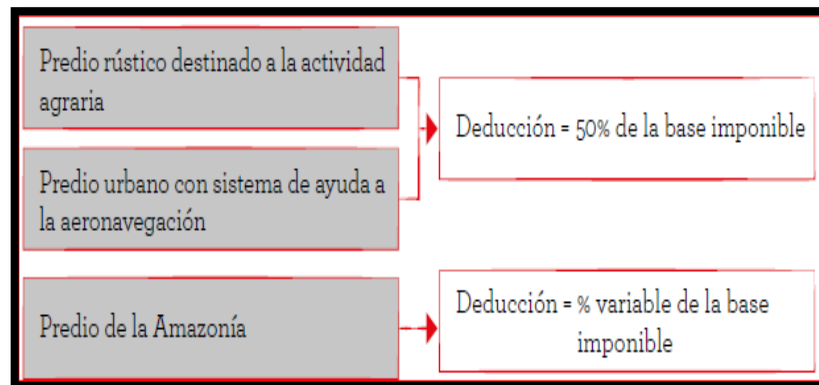 Predio rústico destinado a la actividad
agraria
Deducción = 50% de la base imponible
Predio urbano con sistema de ayuda a
la aeronavegación
Predio de la Amazonía
Deducción = % variable de la base
imponible